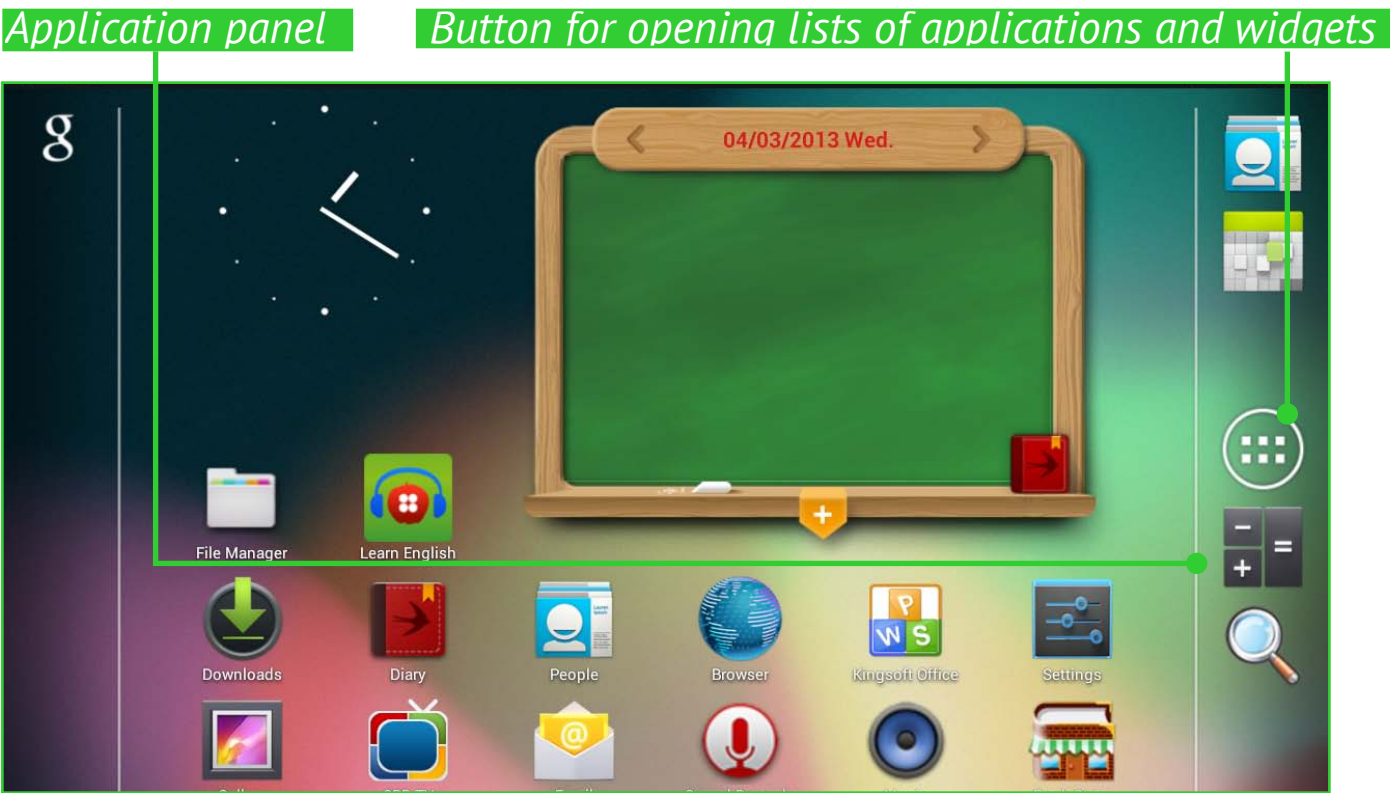 Application panel
Button for opening lists of applications and widgets
g
04/03/2013 Wed.
File Manager
Learn English
Downloads
Diary
People
Browser
P
W S
Kingsoft Office
Settings
@